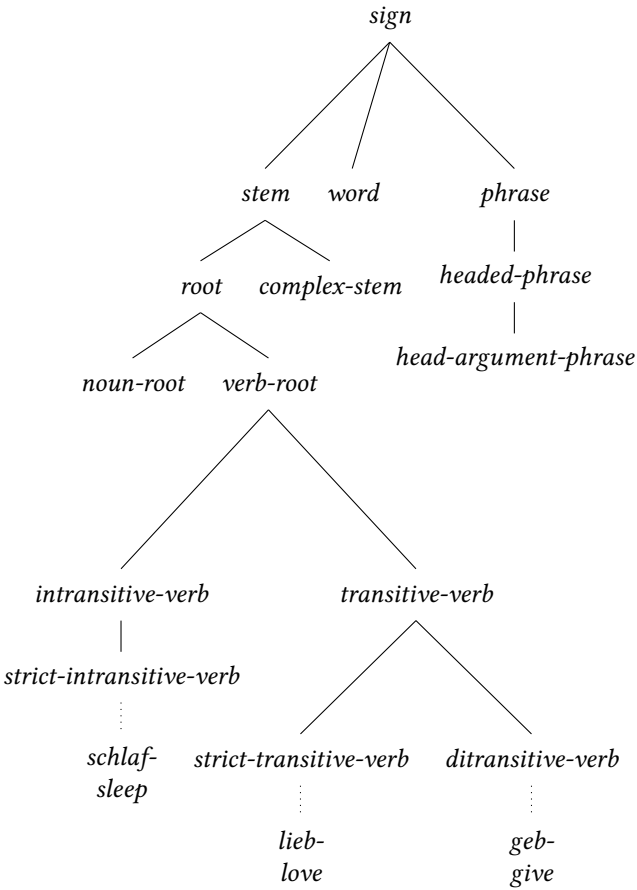 sign
stem word phrase
root complex-stem headed-phrase
noun-root verb-root head-argument-phrase
intransitive-verb transitive-verb
strict-intransitive-verb
schlaf- strict-transitive-verb ditransitive-verb
sleep
lieb- geb-
love give